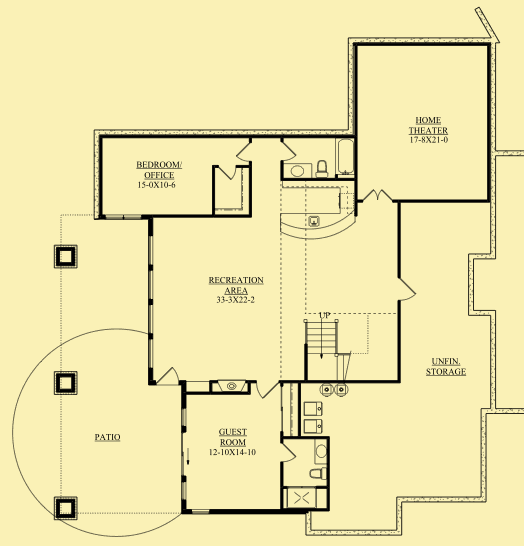 HOME
THEATER
17-8X21-0
BEDROOM/
OFFICE
15-0X10-6
RECREATION
AREA
33-3X22-2
UP
UNFIN.
STORAGE
PATIO
GUEST
ROOM
12-10X14-10